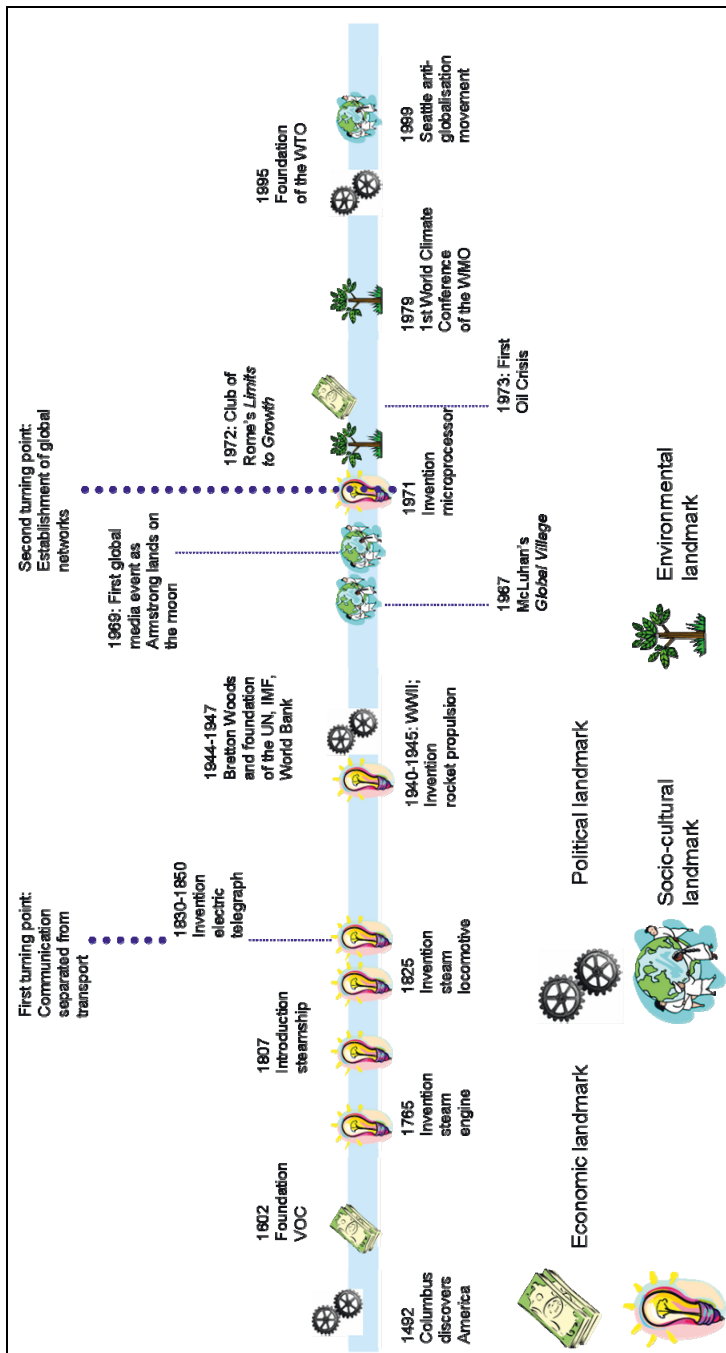 First turning point:
Communication
separated from
transport
Second turning point:
Establishment of global
networks
1830-1850
Invention
electric
telegraph
1969: First global
media event as
Armstrong lands on
the moon
1602
Foundation
VOC
1807
Introduction
steamship
1944-1947
Bretton Woods
and foundation
of the UN, IMF,
World Bank
1972: Club of
Rome's Limits
to Growth
1995
Foundation
of the WTO
1492
Columbus
discovers
America
1765
Invention
steam
engine
1825
Invention
steam
locomotive
1940-1945: WWII;
Invention
rocket propulsion
1971
Invention
microprocessor
1979
1st World Climate
Conference
of the WMO
1999
Seattle anti-
globalisation
movement
1967
McLuhan's
Global Village
1973: First
Oil Crisis
Economic landmark
Political landmark
Socio-cultural
landmark
Environmental
landmark